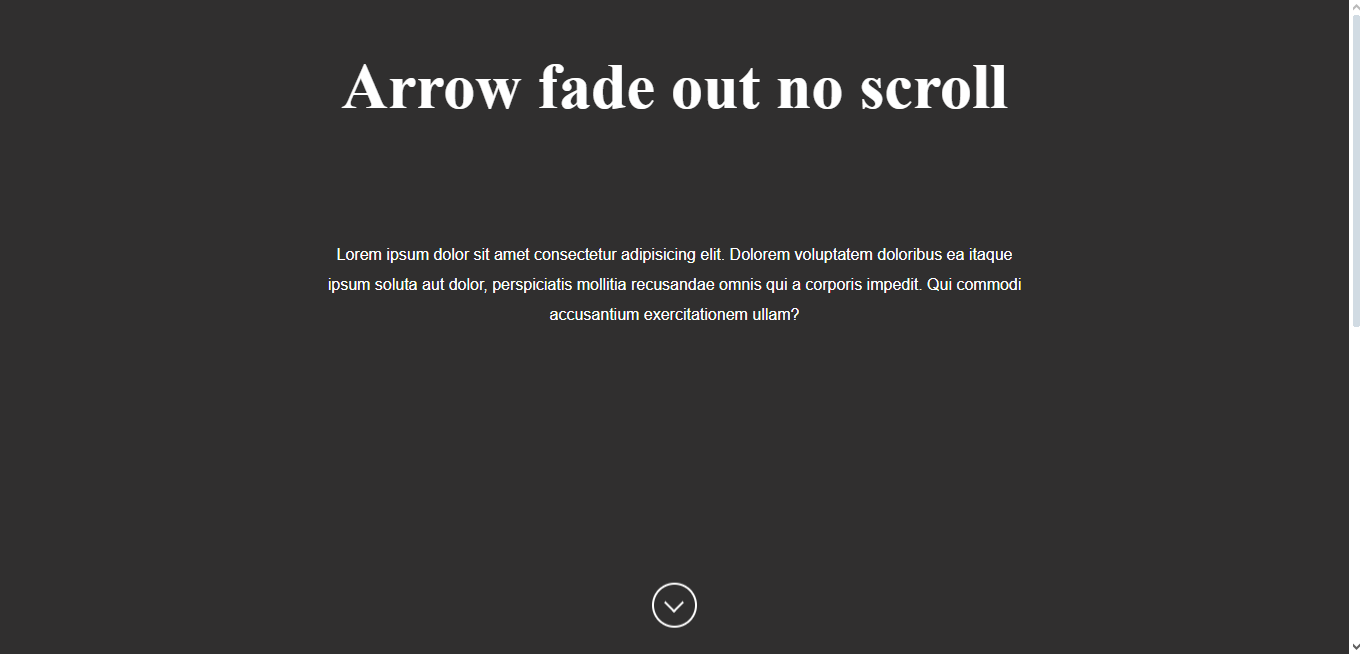 Arrow fade out no scroll
Lorem ipsum dolor sit amet consectetur adipisicing elit. Dolorem voluptatem doloribus ea itaque
ipsum soluta aut dolor, perspiciatis mollitia recusandae omnis qui a corporis impedit. Qui commodi
accusantium exercitationem ullam?